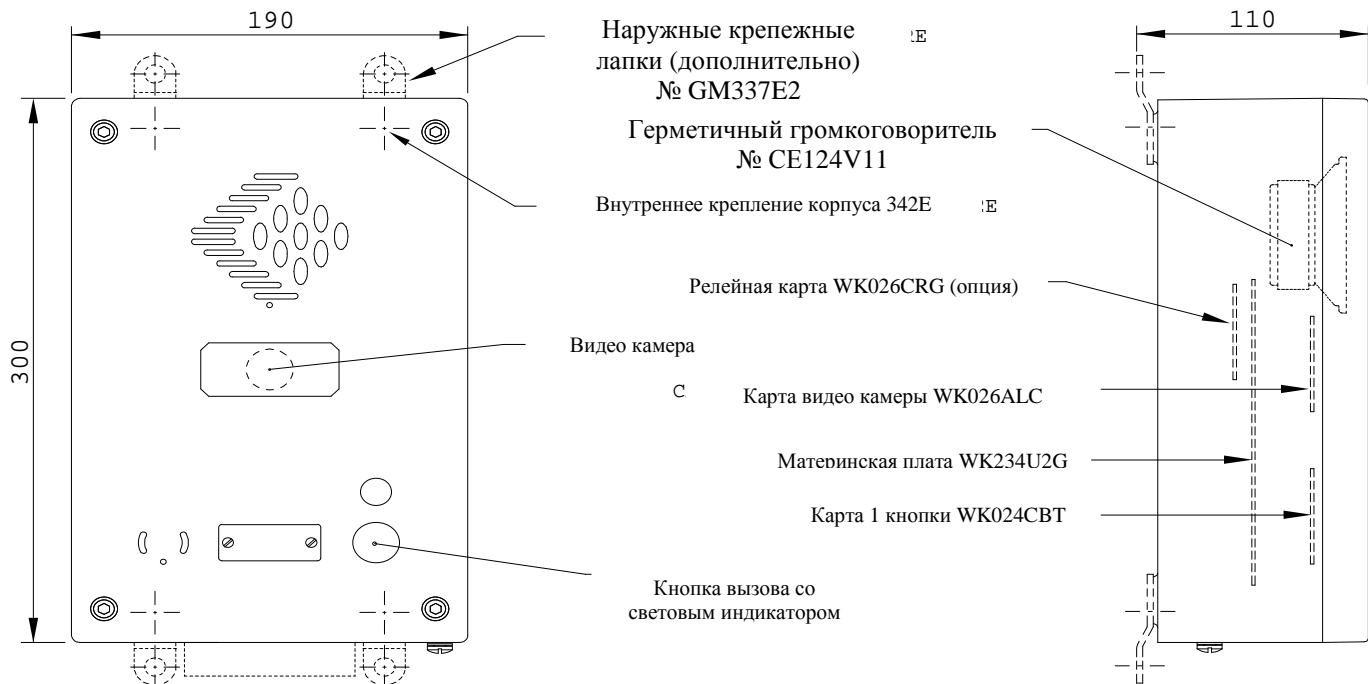 190
110
Наружные крепежные
лапки (дополнительно)
№ GM337E2
Герметичный громкоговоритель
№ CE124V11
Внутреннее крепление корпуса 342E
E
Релейная карта WK026CRG (опция)
300
Видео камера
C
Карта видео камеры WK026ALC
Материнская плата WK234U2G
Карта 1 кнопки WK024CBT
Кнопка вызова со
световым индикатором